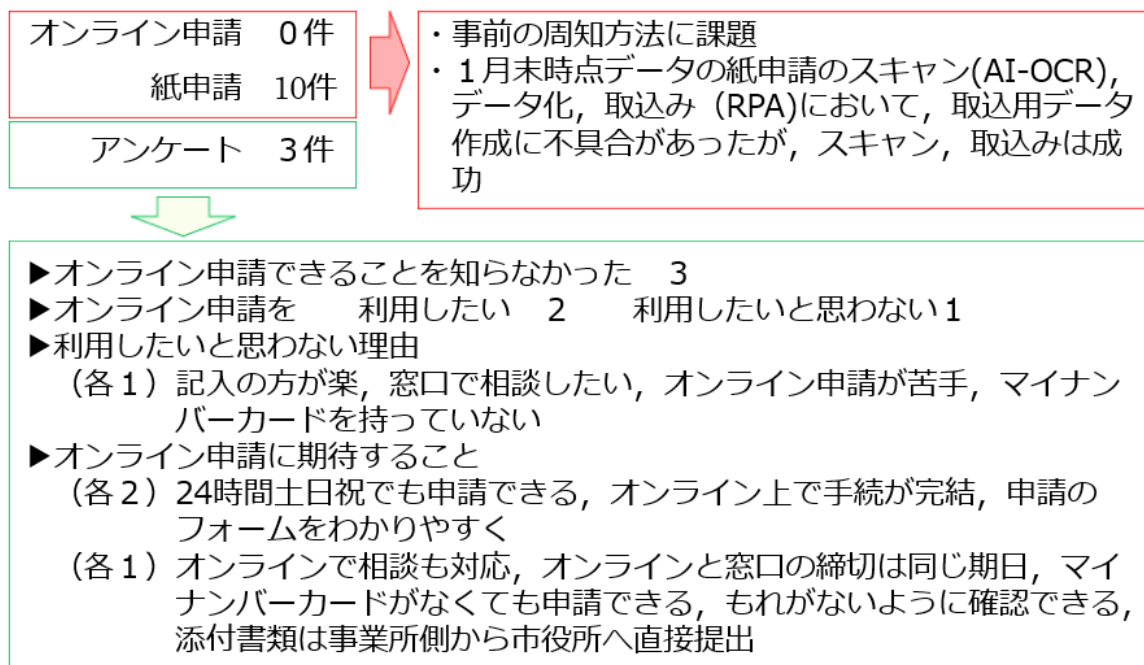 オンライン申請　０件
紙申請　10件
アンケート　３件
・事前の周知方法に課題
・１月末時点データの紙申請のスキャン(AI-OCR)，
データ化，取込み（RPA)において，取込用データ
作成に不具合があったが，スキャン，取込みは成
功
▶オンライン申請できることを知らなかった　３
▶オンライン申請を　　利用したい　２　　利用したいと思わない１
▶利用したいと思わない理由
（各１）記入の方が楽，窓口で相談したい，オンライン申請が苦手，マイナン
バーカードを持っていない
▶オンライン申請に期待すること
（各２）24時間土日祝でも申請できる，オンライン上で手続が完結，申請の
フォームをわかりやすく
（各１）オンラインで相談も対応，オンラインと窓口の締切は同じ期日，マイ
ナンバーカードがなくても申請できる，もれがないように確認できる，
添付書類は事業所側から市役所へ直接提出